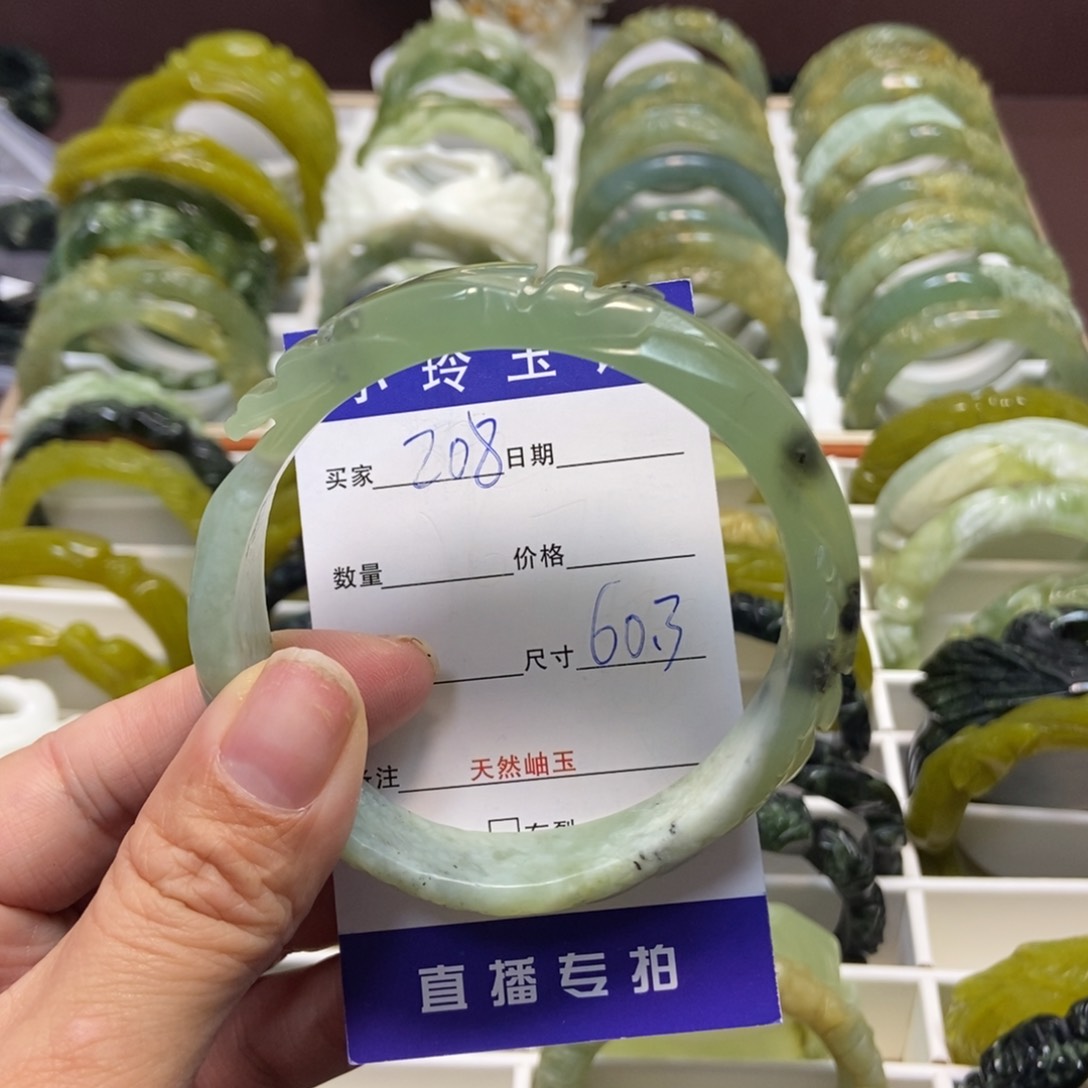 玲玉
买家 208 日期
数量 价格
尺寸 60.3
注 天然岫玉
直播专拍